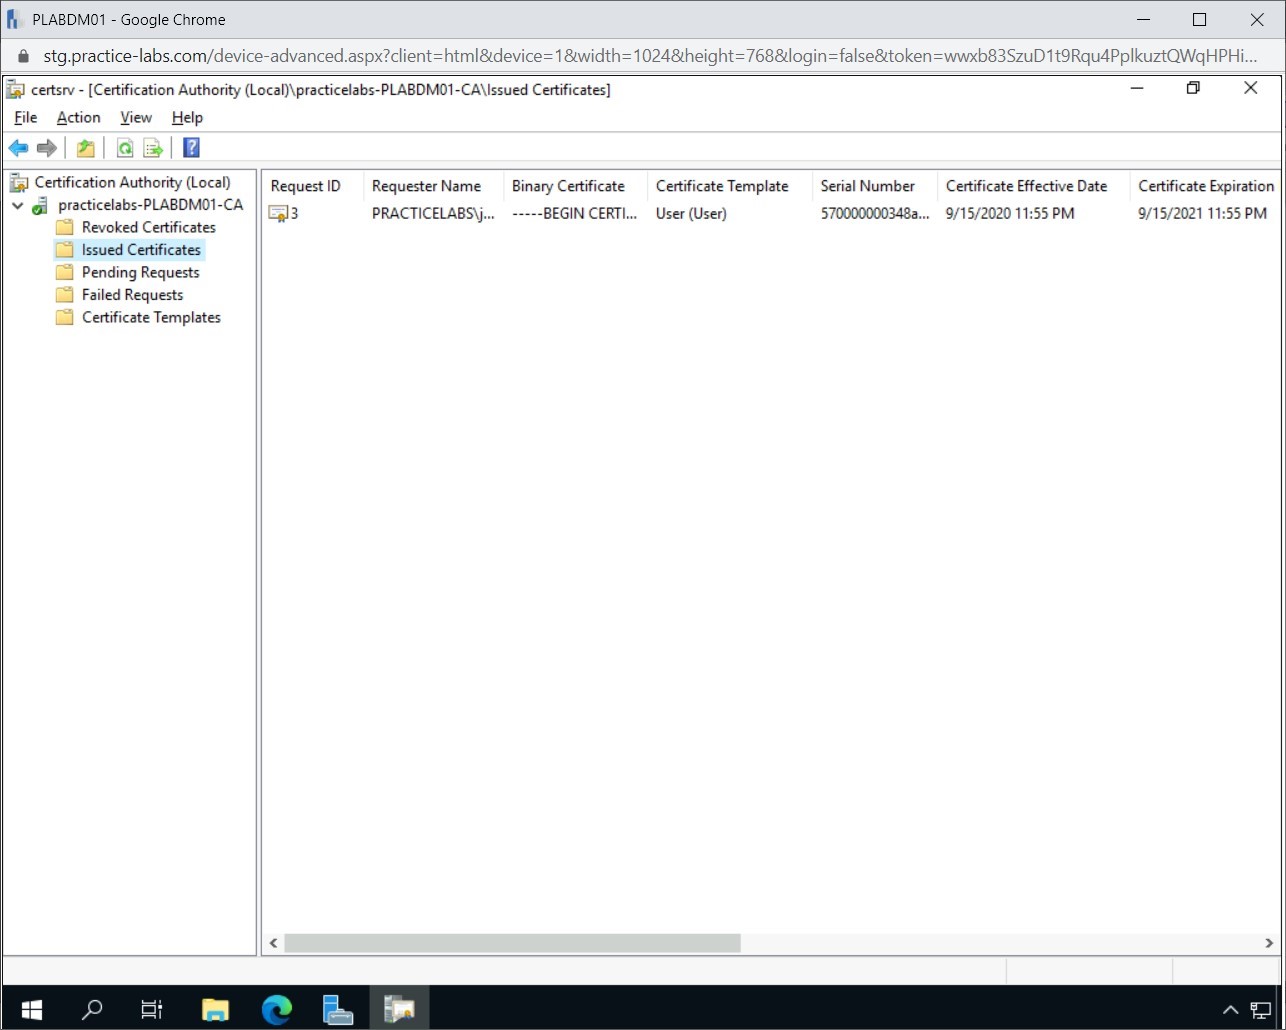 PLABDM01 - Google Chrome
stg.practice-labs.com/device-advanced.aspx?client=html&device=1&width=1024&height=768&login=false&token=wwxb83SzuD1t9Rqu4PplkuztQWqHPHi...
certsrv - [Certification Authority (Local)\practicelabs-PLABDM01-CA\Issued Certificates]
File Action View Help
Certification Authority (Local)
practicelabs-PLABDM01-CA
Revoked Certificates
Issued Certificates
Pending Requests
Failed Requests
Certificate Templates
Request ID Requester Name Binary Certificate Certificate Template Serial Number Certificate Effective Date Certificate Expiration
3 PRACTICELABS\j... -----BEGIN CERTI... User (User) 570000000348a... 9/15/2020 11:55 PM 9/15/2021 11:55 PM